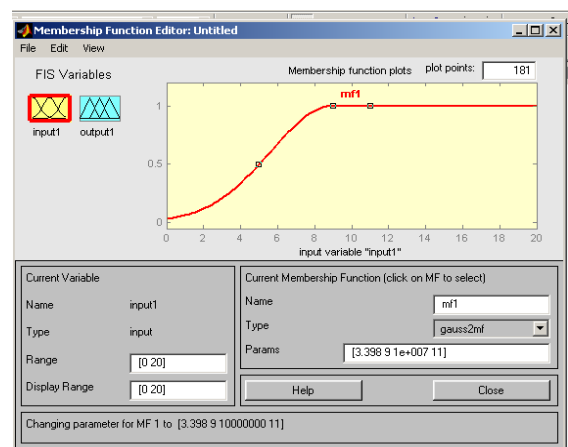 Membership Function Editor: Untitled
File Edit View
FIS Variables
Membership function plots plot points: 181
mf1
1
0.5
0
input1 output1
0 2 4 6 8 10 12 14 16 18 20
input variable "input1"
Current Variable
Name input1
Type input
Range [0 20]
Display Range [0 20]
Current Membership Function (click on MF to select)
Name mf1
Type gauss2mf
Params [3.398 9 1e+007 11]
Help Close
Changing parameter for MF 1 to [3.398 9 10000000 11]